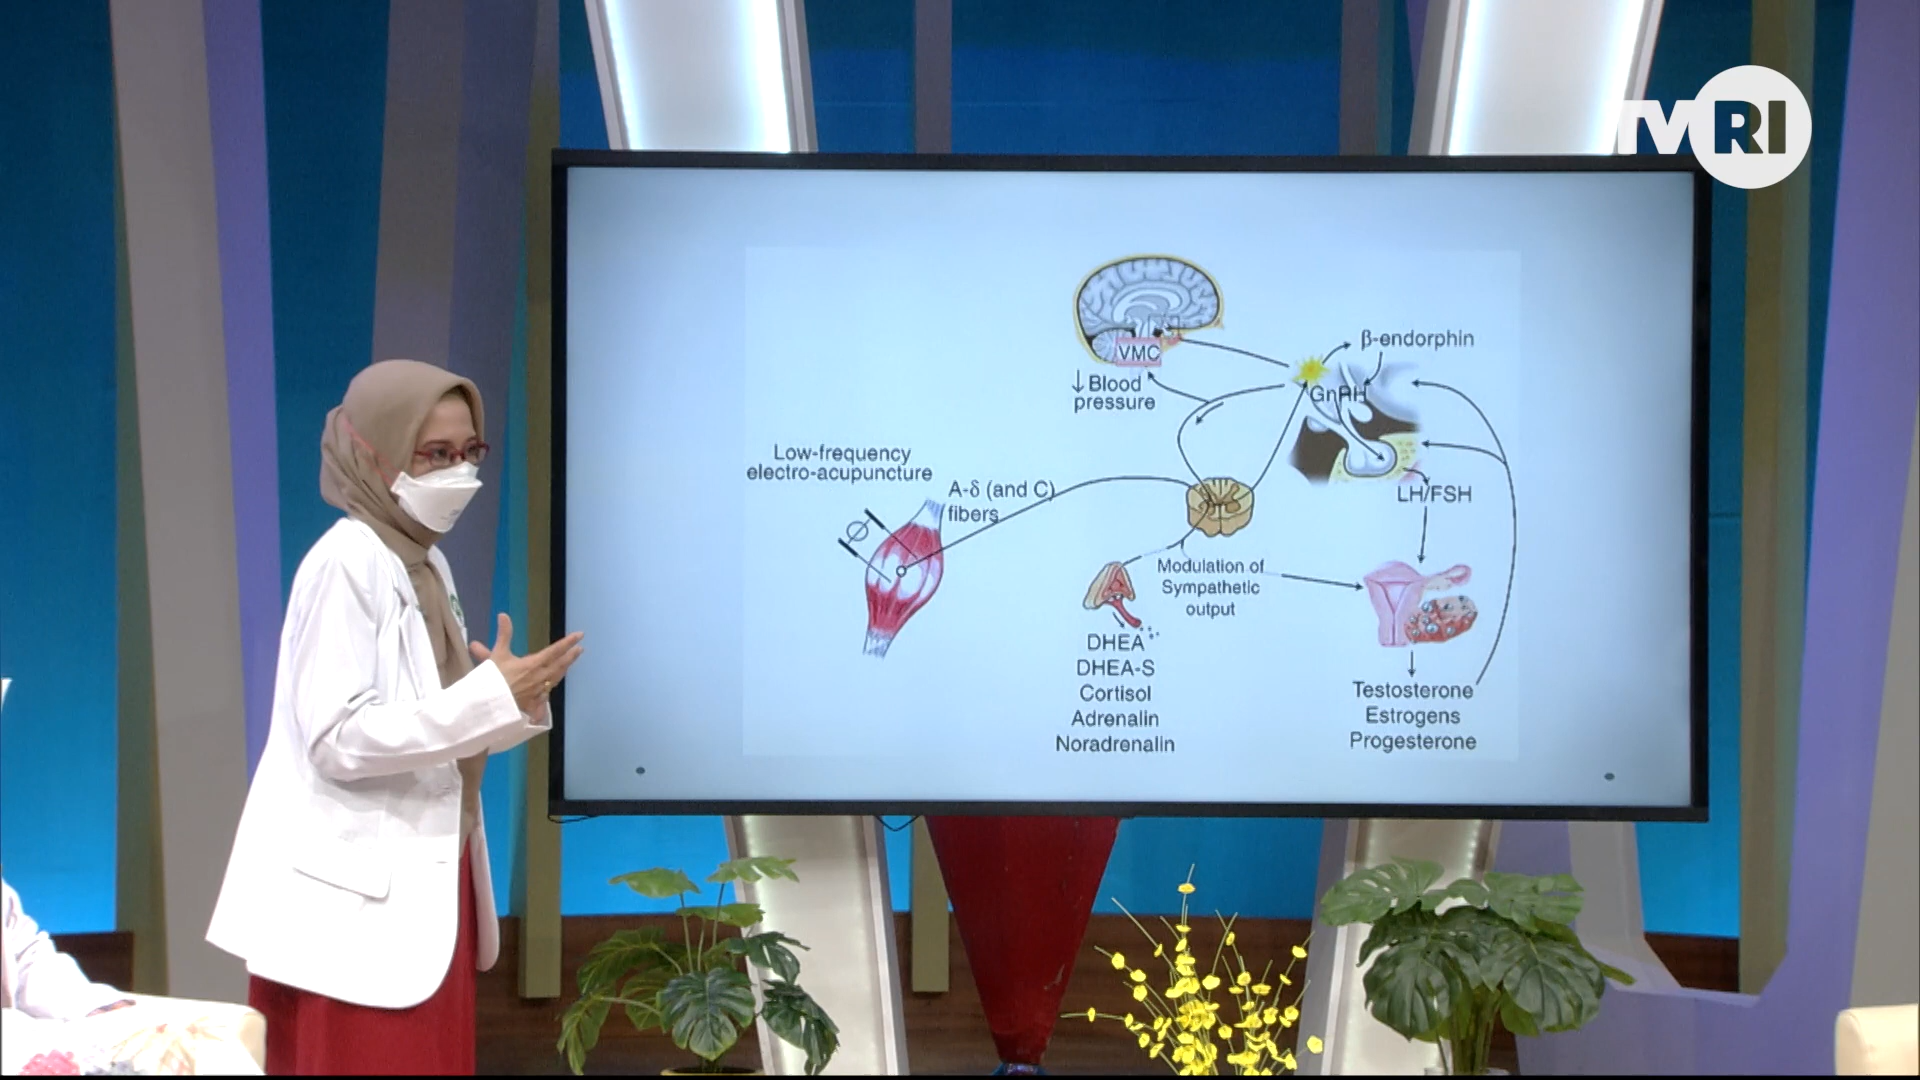 TVRI
VMC
↓ Blood
pressure
β-endorphin
GnRH
Low-frequency
electro-acupuncture
A-δ (and C)
fibers
LH/FSH
Modulation of
Sympathetic
output
DHEA
DHEA-S
Cortisol
Adrenalin
Noradrenalin
Testosterone
Estrogens
Progesterone